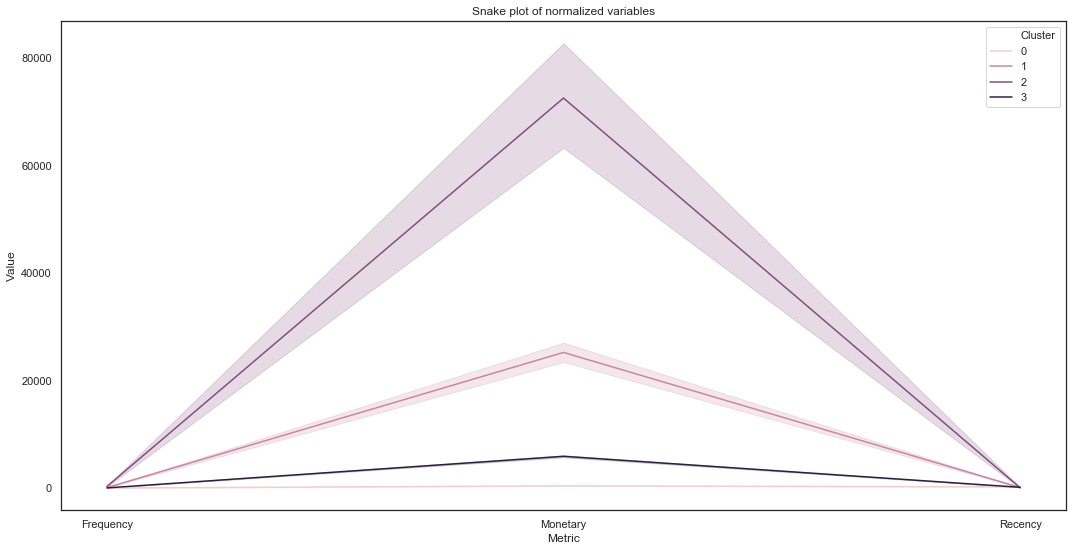 Snake plot of normalized variables
Cluster
0
1
2
3
80000
60000
40000
20000
0
Value
Frequency
Monetary
Recency
Metric